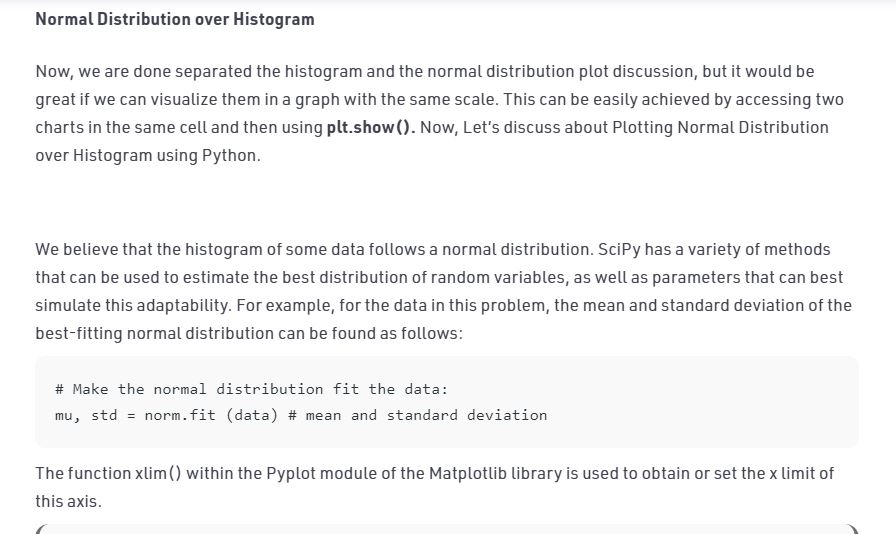 Normal Distribution over Histogram
Now, we are done separated the histogram and the normal distribution plot discussion, but it would be
great if we can visualize them in a graph with the same scale. This can be easily achieved by accessing two
charts in the same cell and then using plt.show(). Now, Let's discuss about Plotting Normal Distribution
over Histogram using Python.
We believe that the histogram of some data follows a normal distribution. SciPy has a variety of methods
that can be used to estimate the best distribution of random variables, as well as parameters that can best
simulate this adaptability. For example, for the data in this problem, the mean and standard deviation of the
best-fitting normal distribution can be found as follows:
# Make the normal distribution fit the data:
mu, std = norm.fit (data) # mean and standard deviation
The function xlim() within the Pyplot module of the Matplotlib library is used to obtain or set the x limit of
this axis.